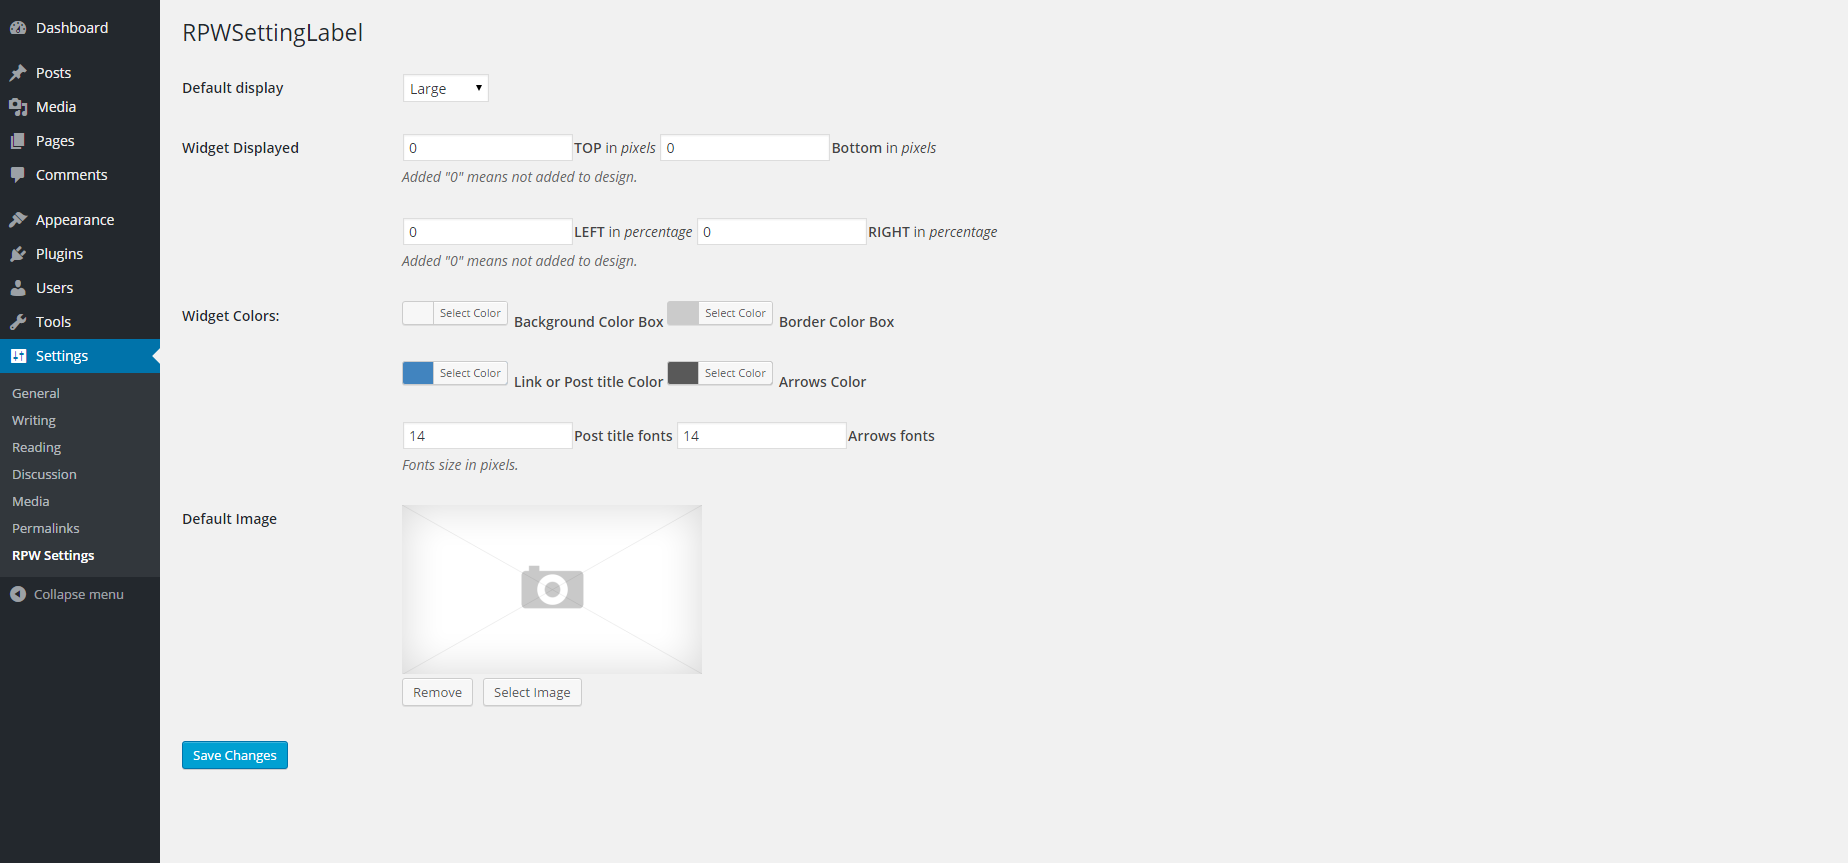 Dashboard
Posts
Media
Pages
Comments
Appearance
Plugins
Users
Tools
Settings
General
Writing
Reading
Discussion
Media
Permalinks
RPW Settings
Collapse menu
RPWSettingLabel
Default display Large
Widget Displayed 0 TOP in pixels 0 Bottom in pixels
Added "0" means not added to design.
0 LEFT in percentage 0 RIGHT in percentage
Added "0" means not added to design.
Widget Colors: Select Color Background Color Box Select Color Border Color Box
Select Color Link or Post title Color Select Color Arrows Color
14 Post title fonts 14 Arrows fonts
Fonts size in pixels.
Default Image
Remove Select Image
Save Changes